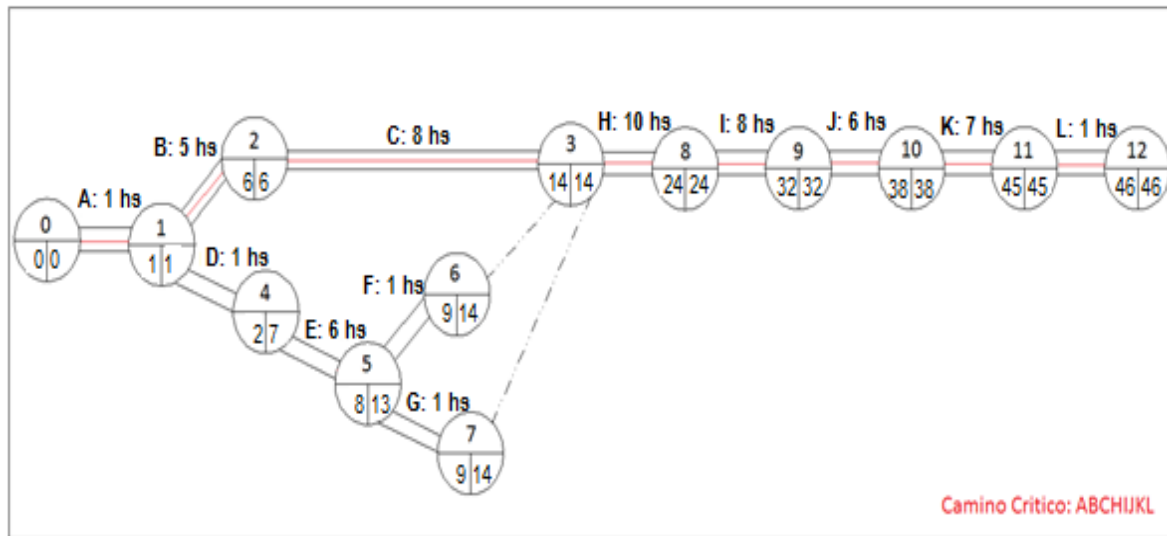 H: 10 hs
I: 8 hs
J: 6 hs
K: 7 hs
L: 1 hs
C: 8 hs
B: 5 hs
2
6 6
3
14 14
8
24 24
9
32 32
10
38 38
11
45 45
12
46 46
A: 1 hs
0
0 0
1
1 1
D: 1 hs
4
2 7
F: 1 hs
6
9 14
E: 6 hs
5
8 13
G: 1 hs
7
9 14
Camino Critico: ABCHIJKL